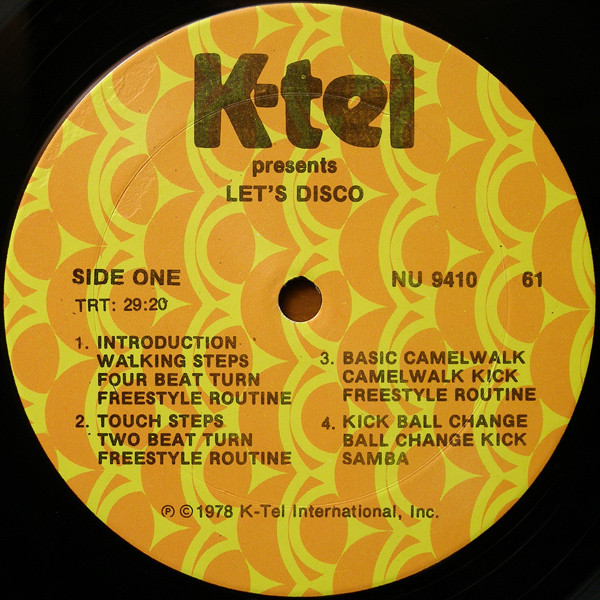 K-tel
presents
LET'S DISCO
SIDE ONE
TRT: 29:20
NU 9410 61
1. INTRODUCTION
WALKING STEPS
FOUR BEAT TURN
FREESTYLE ROUTINE
2. TOUCH STEPS
TWO BEAT TURN
FREESTYLE ROUTINE
3. BASIC CAMELWALK
CAMELWALK KICK
FREESTYLE ROUTINE
4. KICK BALL CHANGE
BALL CHANGE KICK
SAMBA
℗ © 1978 K-Tel International, Inc.